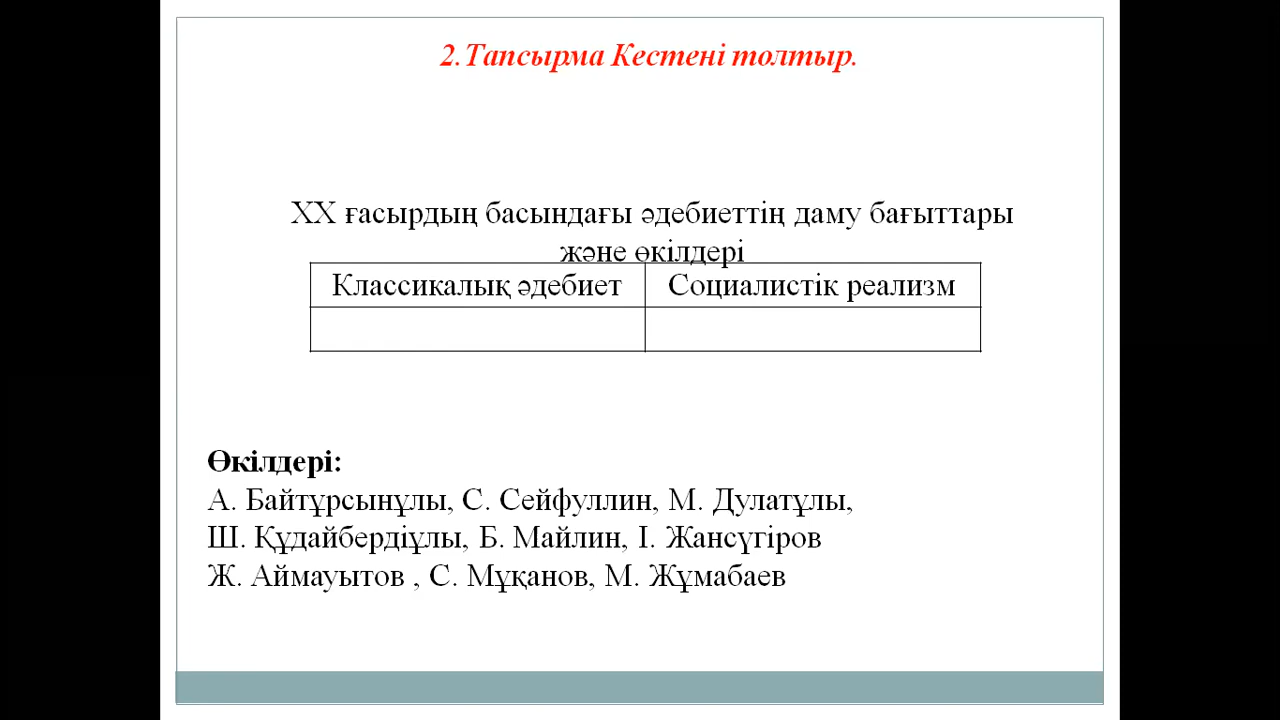 2.Тапсырма Кестені толтыр.
ХХ ғасырдың басындағы әдебиеттің даму бағыттары
және өкілдері
Классикалық әдебиет Социалистік реализм
Өкілдері:
А. Байтұрсынұлы, С. Сейфуллин, М. Дулатұлы,
Ш. Құдайбердіұлы, Б. Майлин, І. Жансүгіров
Ж. Аймауытов , С. Мұқанов, М. Жұмабаев